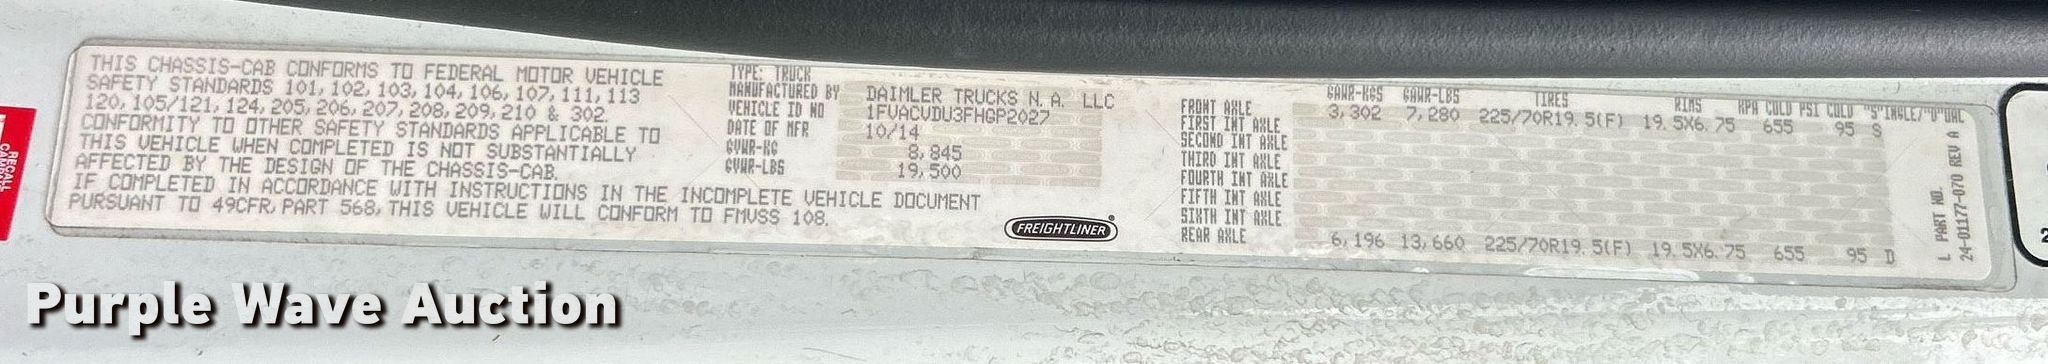 THIS CHASSIS-CAB CONFORMS TO FEDERAL MOTOR VEHICLE
SAFETY STANDARDS 101, 102, 103, 104, 106, 107, 111, 113
120, 105/121, 124, 205, 206, 207, 208, 209, 210 & 302.
CONFORMITY TO OTHER SAFETY STANDARDS APPLICABLE TO
THIS VEHICLE WHEN COMPLETED IS NOT SUBSTANTIALLY
AFFECTED BY THE DESIGN OF THE CHASSIS-CAB.
IF COMPLETED IN ACCORDANCE WITH INSTRUCTIONS IN THE INCOMPLETE VEHICLE DOCUMENT
PURSUANT TO 49CFR, PART 568, THIS VEHICLE WILL CONFORM TO FMVSS 108.
TYPE: TRUCK
MANUFACTURED BY DAIMLER TRUCKS N.A. LLC
VEHICLE ID NO 1FVACVDU3FHGP2027
DATE OF MFR 10/14
GVWR-KG 8,845
GVWR-LBS 19,500
FREIGHTLINER®
GAWR-KGS GAWR-LBS TIRES RIMS KPA COLD PSI COLD "S"INGLE/"D"UAL
FRONT AXLE 3,302 7,280 225/70R19.5(F) 19.5X6.75 655 95 S
FIRST INT AXLE
SECOND INT AXLE
THIRD INT AXLE
FOURTH INT AXLE
FIFTH INT AXLE
SIXTH INT AXLE
REAR AXLE 6,196 13,660 225/70R19.5(F) 19.5X6.75 655 95 D
L PART NO.
24-01177-070 REV A
RECALL
Purple Wave Auction